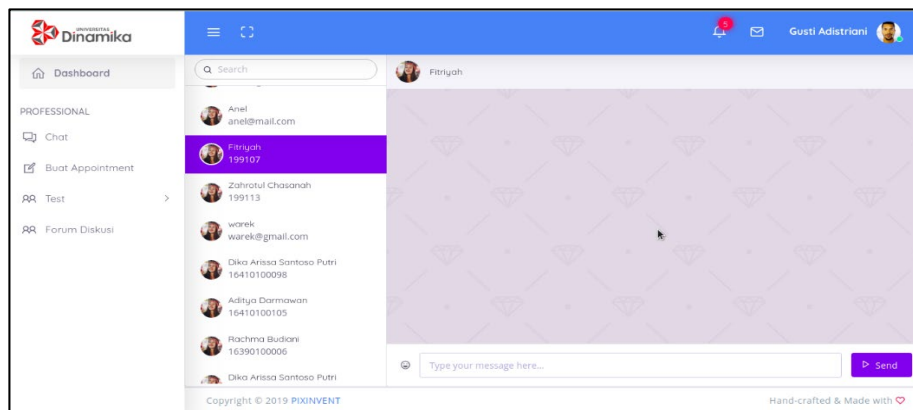 UNIVERSITAS
Dinamika
5
Gusti Adistriani
Dashboard
PROFESSIONAL
Chat
Buat Appointment
Test
Forum Diskusi
Search
Anel
anel@mail.com
Fitriyah
199107
Zahrotul Chasanah
199113
warek
warek@gmail.com
Dika Arissa Santoso Putri
16410100098
Aditya Darmawan
16410100105
Rachma Budiani
16390100006
Dika Arissa Santoso Putri
Fitriyah
Type your message here...
Send
Copyright © 2019 PIXINVENT
Hand-crafted & Made with